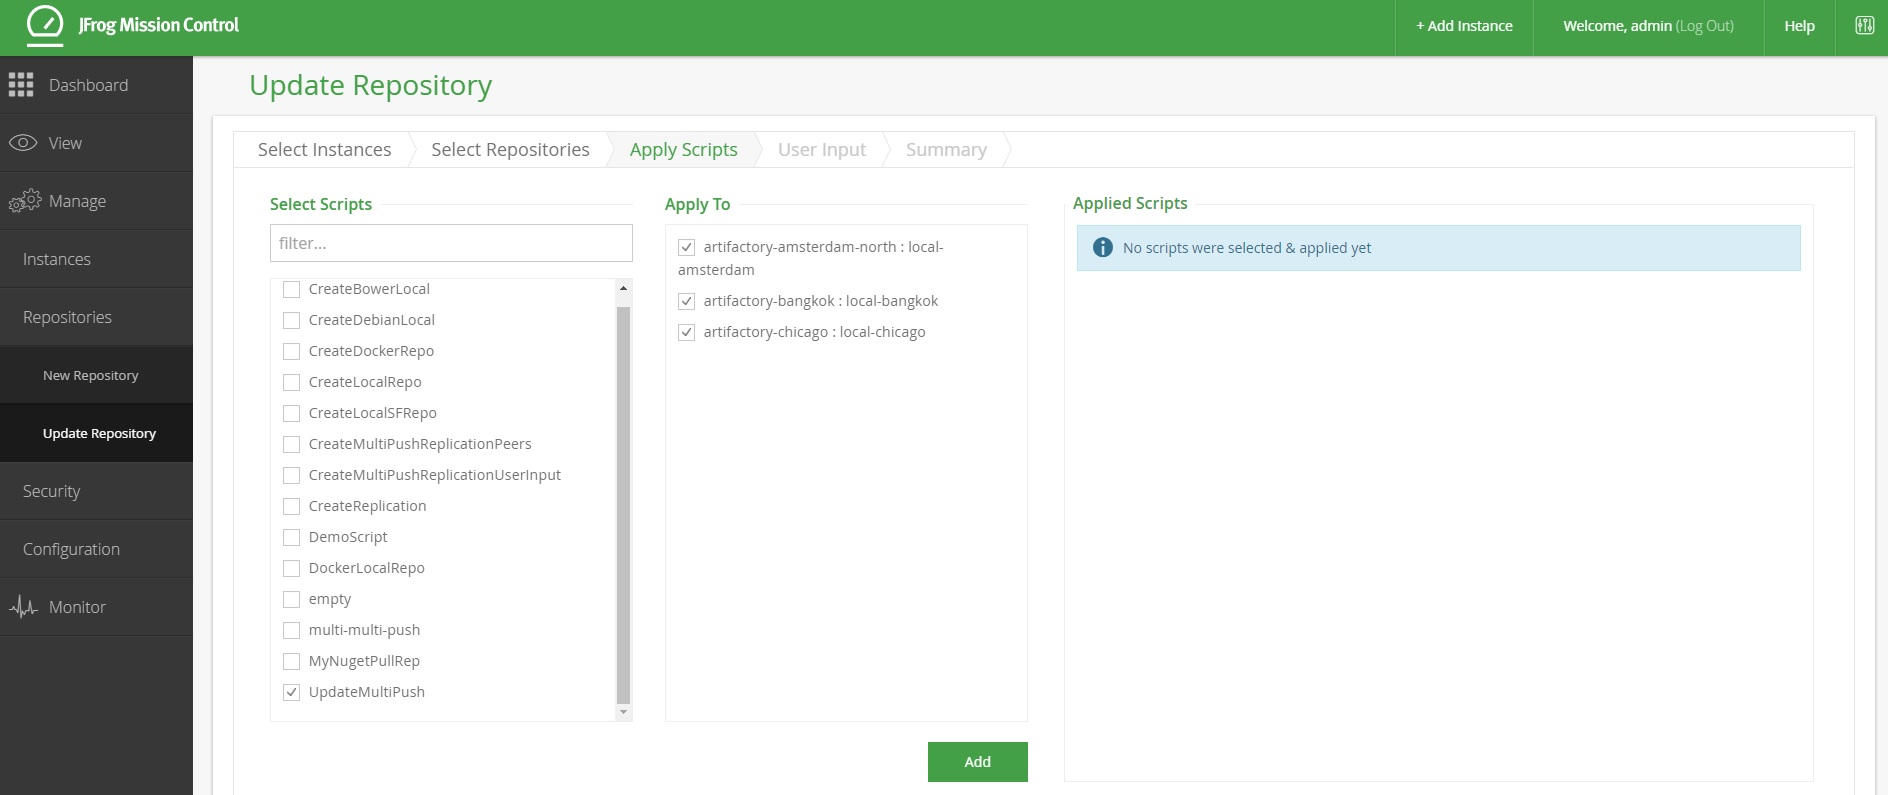 JFrog Mission Control
+ Add Instance
Welcome, admin (Log Out)
Help
Dashboard
View
Manage
Instances
Repositories
New Repository
Update Repository
Security
Configuration
Monitor
Update Repository
Select Instances
Select Repositories
Apply Scripts
User Input
Summary
Select Scripts
filter...
CreateBowerLocal
CreateDebianLocal
CreateDockerRepo
CreateLocalRepo
CreateLocalSFRepo
CreateMultiPushReplicationPeers
CreateMultiPushReplicationUserInput
CreateReplication
DemoScript
DockerLocalRepo
empty
multi-multi-push
MyNugetPullRep
UpdateMultiPush
Apply To
artifactory-amsterdam-north : local-
amsterdam
artifactory-bangkok : local-bangkok
artifactory-chicago : local-chicago
Add
Applied Scripts
No scripts were selected & applied yet